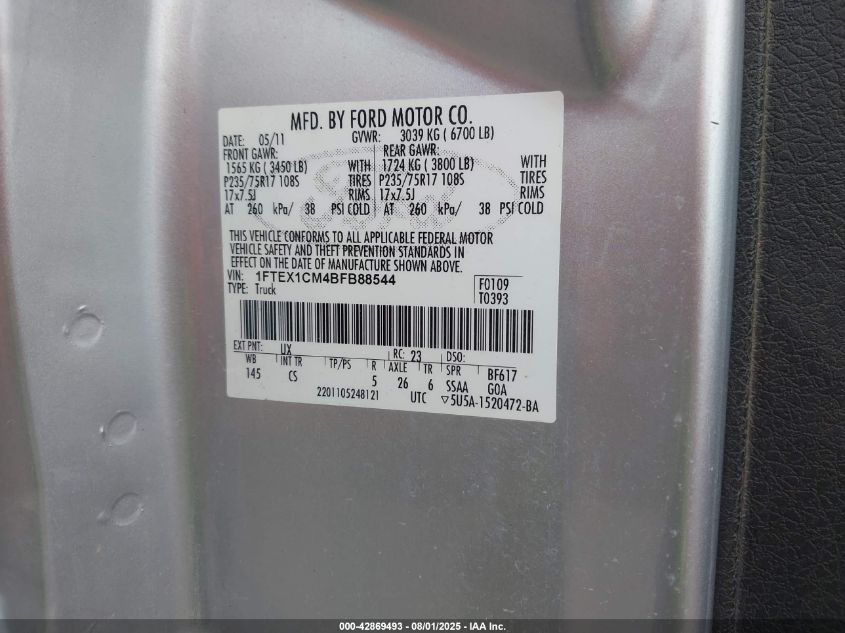 MFD. BY FORD MOTOR CO.
DATE: 05/11 GVWR: 3039 KG ( 6700 LB)
FRONT GAWR: REAR GAWR:
1565 KG ( 3450 LB) WITH 1724 KG ( 3800 LB) WITH
P235/75R17 108S TIRES P235/75R17 108S TIRES
17x7.5J RIMS 17x7.5J RIMS
AT 260 kPa/ 38 PSI COLD AT 260 kPa/ 38 PSI COLD
THIS VEHICLE CONFORMS TO ALL APPLICABLE FEDERAL MOTOR
VEHICLE SAFETY AND THEFT PREVENTION STANDARDS IN
EFFECT ON THE DATE OF MANUFACTURE SHOWN ABOVE.
VIN: 1FTEX1CM4BFB88544 F0109
TYPE: Truck T0393
EXT PNT: UX RC: 23 DSO:
WB INT TR TP/PS R AXLE TR SPR BF617
145 CS 5 26 6 SSAA GOA
2201105248121 UTC ▽5U5A-1520472-BA
000-42869493 - 08/01/2025 - IAA Inc.